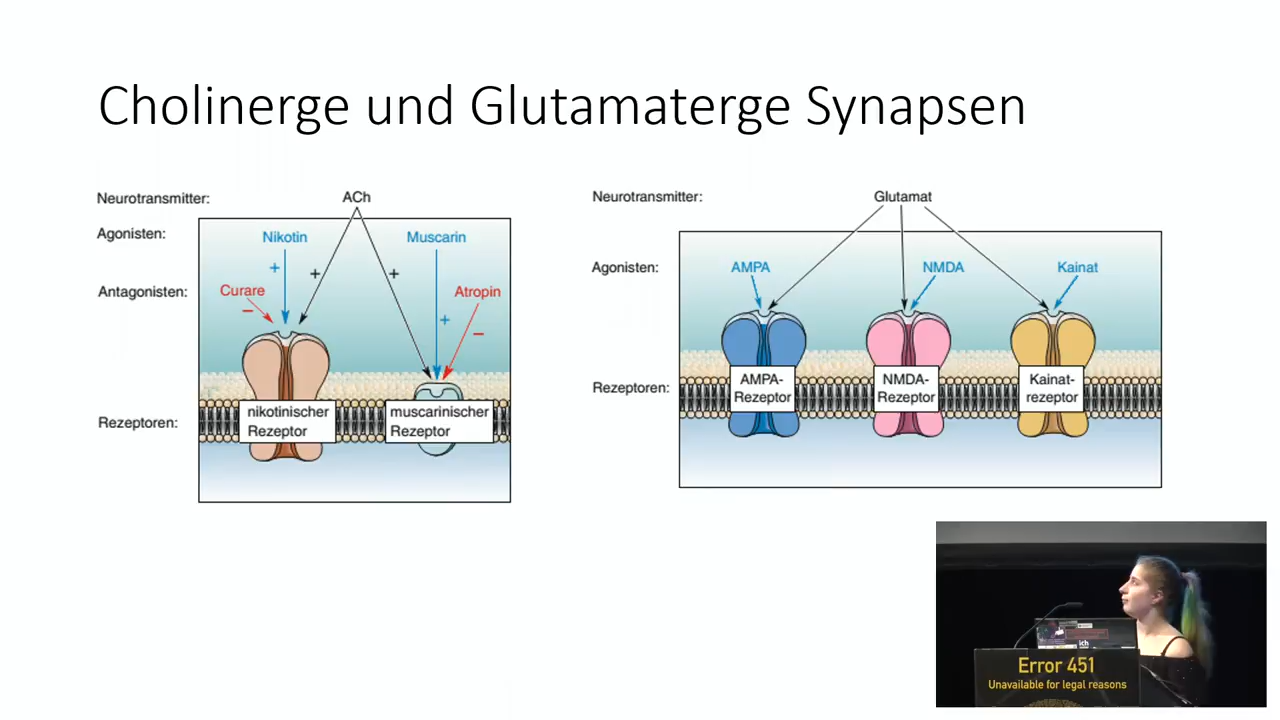 Cholinerge und Glutamaterge Synapsen
Neurotransmitter:
ACh
Agonisten:
Nikotin
Muscarin
+
+
+
Antagonisten:
Curare
Atropin
−
+
−
nikotinischer
Rezeptor
muscarinischer
Rezeptor
Rezeptoren:
Neurotransmitter:
Glutamat
Agonisten:
AMPA
NMDA
Kainat
Rezeptoren:
AMPA-
Rezeptor
NMDA-
Rezeptor
Kainat-
rezeptor
ich
Error 451
Unavailable for legal reasons